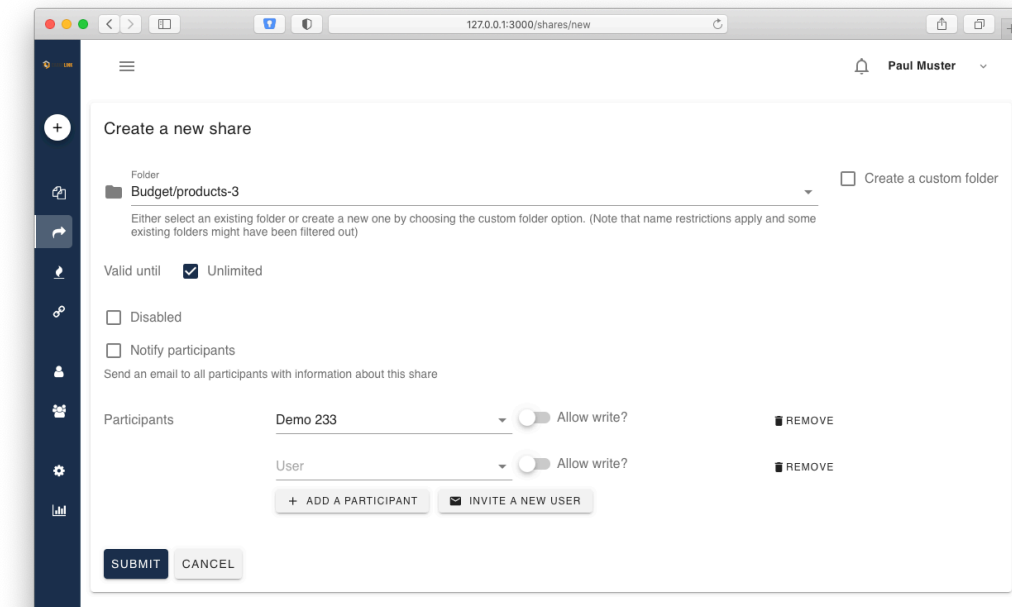 127.0.0.1:3000/shares/new
Paul Muster
Create a new share
Folder
Budget/products-3
Create a custom folder
Either select an existing folder or create a new one by choosing the custom folder option. (Note that name restrictions apply and some
existing folders might have been filtered out)
Valid until Unlimited
Disabled
Notify participants
Send an email to all participants with information about this share
Participants Demo 233 Allow write? REMOVE
User Allow write? REMOVE
+ ADD A PARTICIPANT INVITE A NEW USER
SUBMIT CANCEL